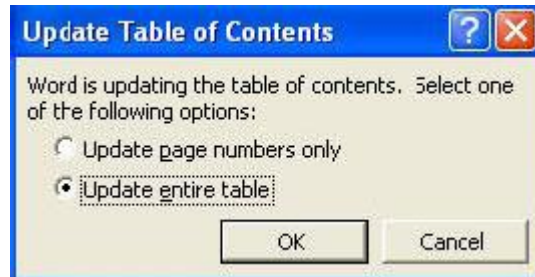 Update Table of Contents
Word is updating the table of contents. Select one
of the following options:
Update page numbers only
Update entire table
OK
Cancel